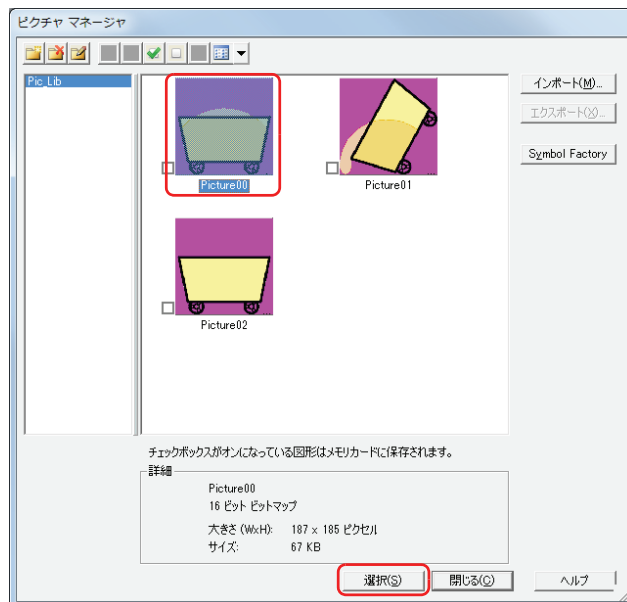 ピクチャ マネージャ
Pic_Lib
インポート(M)...
エクスポート(X)...
Symbol Factory
Picture00
Picture01
Picture02
チェックボックスがオンになっている図形はメモリカードに保存されます。
詳細
Picture00
16 ビット ビットマップ
大きさ (WxH): 187 x 185 ピクセル
サイズ: 67 KB
選択(S)
閉じる(C)
ヘルプ